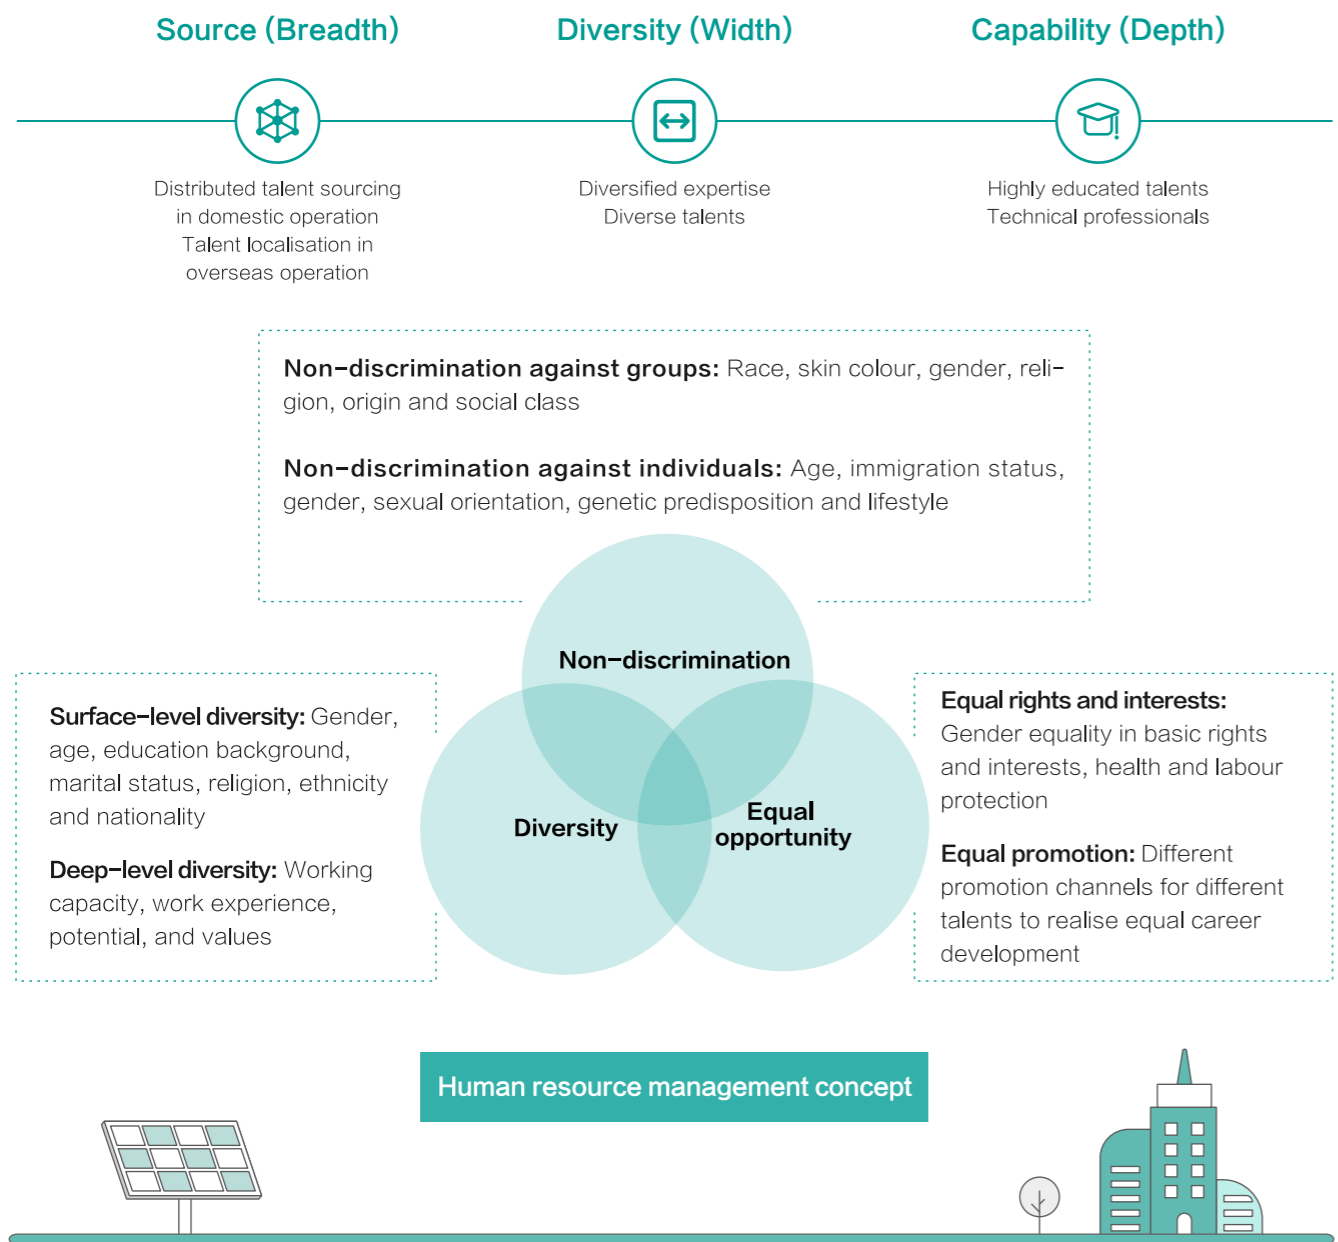 Source (Breadth)
Diversity (Width)
Capability (Depth)
Distributed talent sourcing
in domestic operation
Talent localisation in
overseas operation
Diversified expertise
Diverse talents
Highly educated talents
Technical professionals
Non-discrimination against groups: Race, skin colour, gender, reli-
gion, origin and social class
Non-discrimination against individuals: Age, immigration status,
gender, sexual orientation, genetic predisposition and lifestyle
Non-discrimination
Surface-level diversity: Gender,
age, education background,
marital status, religion, ethnicity
and nationality
Deep-level diversity: Working
capacity, work experience,
potential, and values
Diversity
Equal
opportunity
Equal rights and interests:
Gender equality in basic rights
and interests, health and labour
protection
Equal promotion: Different
promotion channels for different
talents to realise equal career
development
Human resource management concept